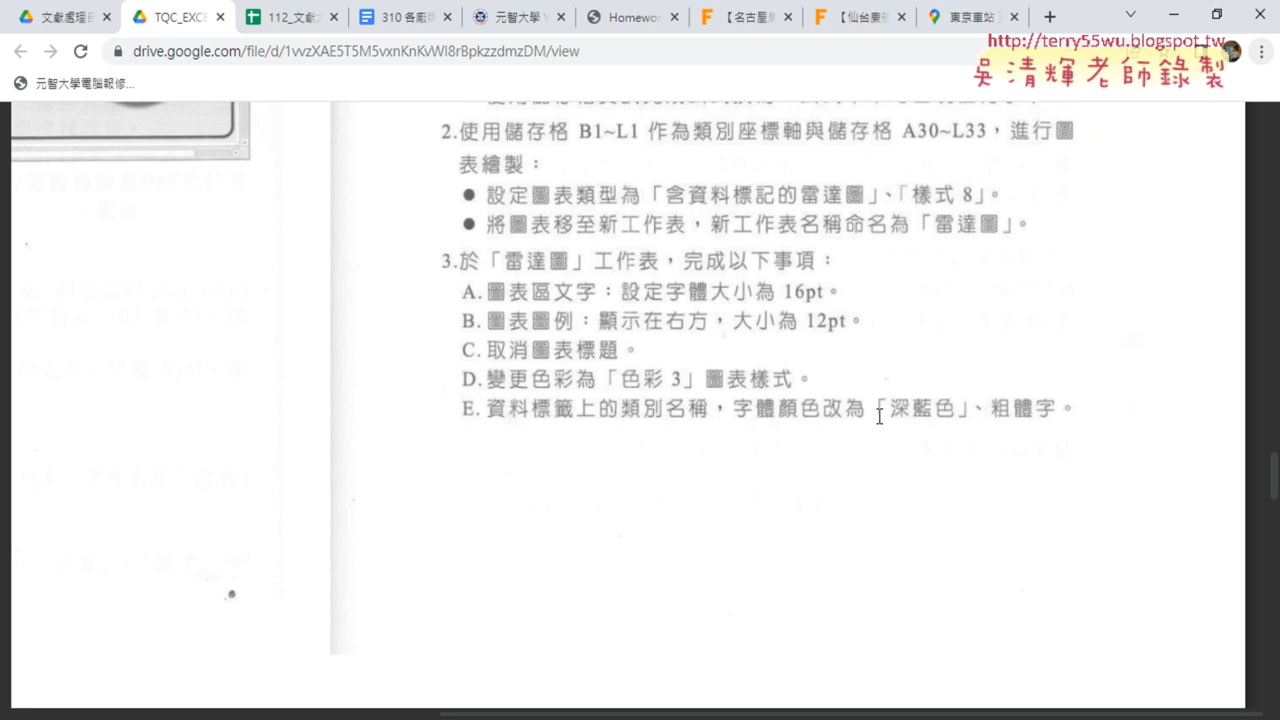 文獻處理E
TQC_EXCE
112_文獻
310 各廠牌
元智大學 Y
Homewor
【名古屋
【仙台慶
東京車站 三
drive.google.com/file/d/1vvzXAE5T5M5vxnKnKvWI8rBpkzzdmzDM/view
http://terry55wu.blogspot.tw
吳清輝老師錄製
元智大學電腦報修...
2.使用儲存格 B1~L1 作為類別座標軸與儲存格 A30~L33，進行圖
表繪製：
● 設定圖表類型為「含資料標記的雷達圖」、「樣式 8」。
● 將圖表移至新工作表，新工作表名稱命名為「雷達圖」。
3.於「雷達圖」工作表，完成以下事項：
A.圖表區文字：設定字體大小為 16pt。
B.圖表圖例：顯示在右方，大小為 12pt。
C.取消圖表標題。
D.變更色彩為「色彩 3」圖表樣式。
E.資料標籤上的類別名稱，字體顏色改為「深藍色」、粗體字。